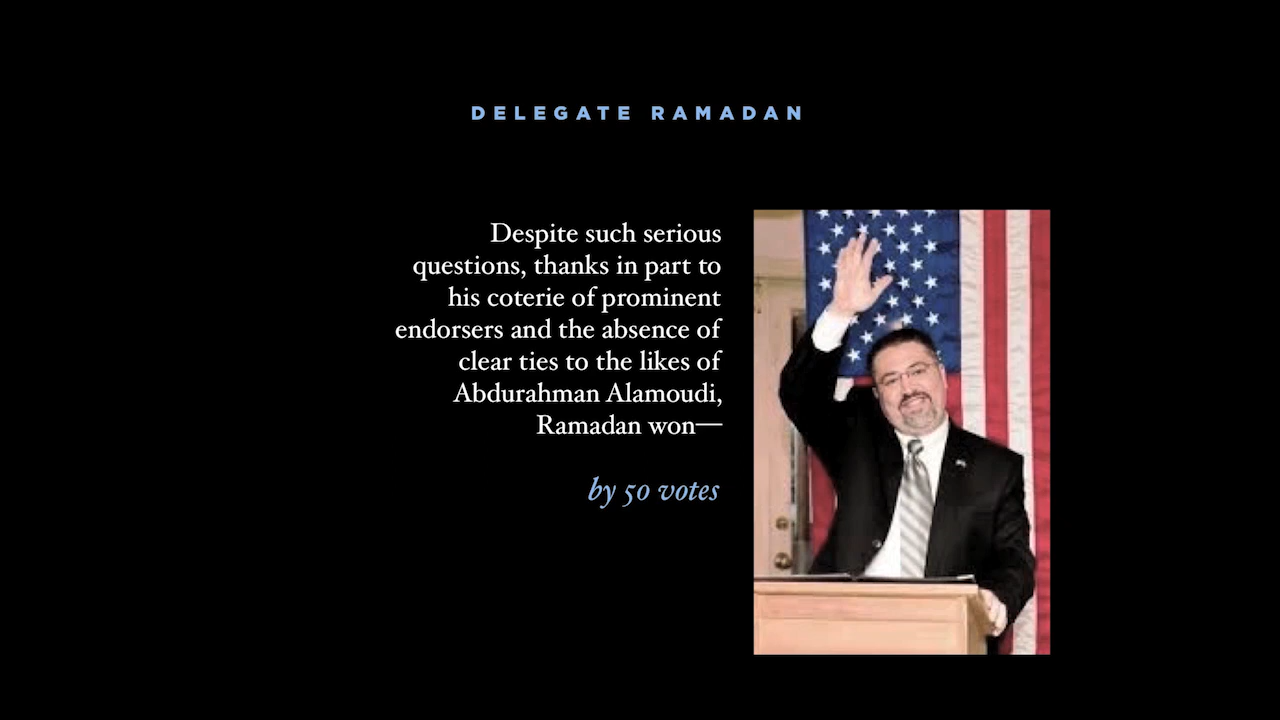 DELEGATE RAMADAN
Despite such serious
questions, thanks in part to
his coterie of prominent
endorsers and the absence of
clear ties to the likes of
Abdurahman Alamoudi,
Ramadan won—
by 50 votes